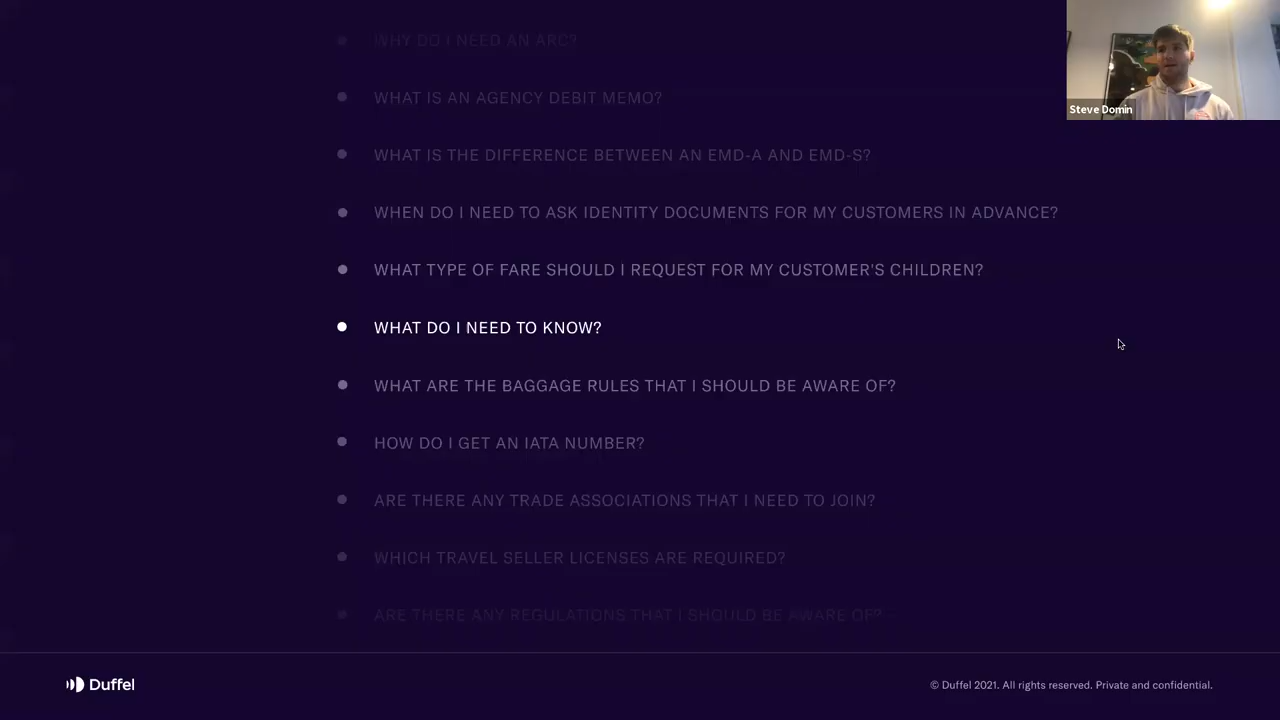 WHY DO I NEED AN ARC?
Steve Domin
WHAT IS AN AGENCY DEBIT MEMO?
WHAT IS THE DIFFERENCE BETWEEN AN EMD-A AND EMD-S?
WHEN DO I NEED TO ASK IDENTITY DOCUMENTS FOR MY CUSTOMERS IN ADVANCE?
WHAT TYPE OF FARE SHOULD I REQUEST FOR MY CUSTOMER'S CHILDREN?
WHAT DO I NEED TO KNOW?
WHAT ARE THE BAGGAGE RULES THAT I SHOULD BE AWARE OF?
HOW DO I GET AN IATA NUMBER?
ARE THERE ANY TRADE ASSOCIATIONS THAT I NEED TO JOIN?
WHICH TRAVEL SELLER LICENSES ARE REQUIRED?
ARE THERE ANY REGULATIONS THAT I SHOULD BE AWARE OF?
Duffel
© Duffel 2021. All rights reserved. Private and confidential.